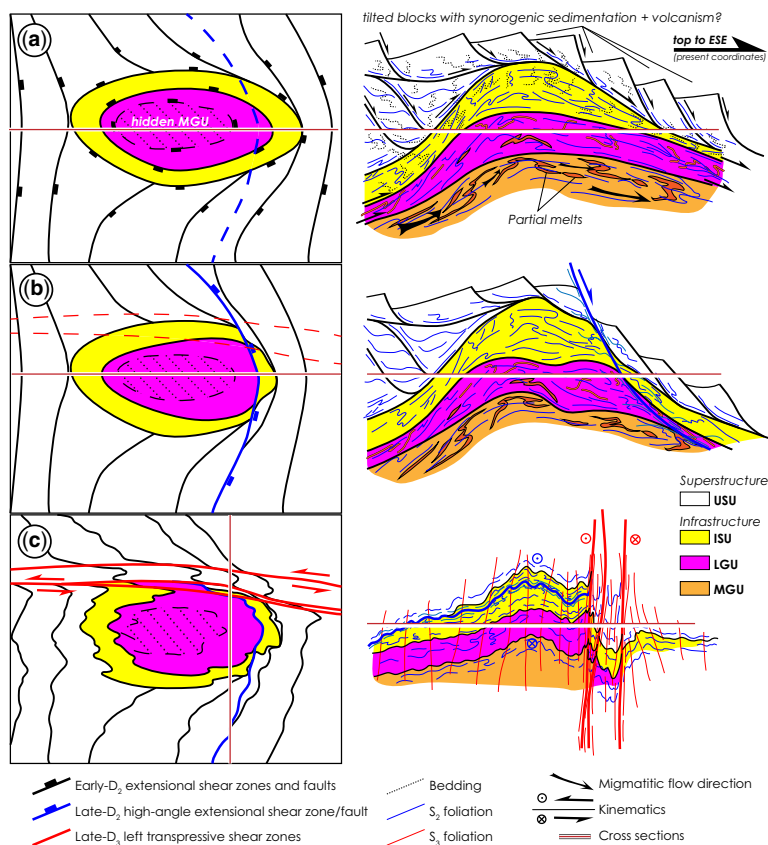 tilted blocks with synorogenic sedimentation + volcanism?
(a)
top to ESE
(present coordinates)
hidden MGU
Partial melts
(b)
Superstructure
USU
Infrastructure
ISU
LGU
MGU
(c)
Early-D2 extensional shear zones and faults
Late-D2 high-angle extensional shear zone/fault
Late-D3 left transpressive shear zones
Bedding
S2 foliation
S3 foliation
Migmatitic flow direction
Kinematics
Cross sections